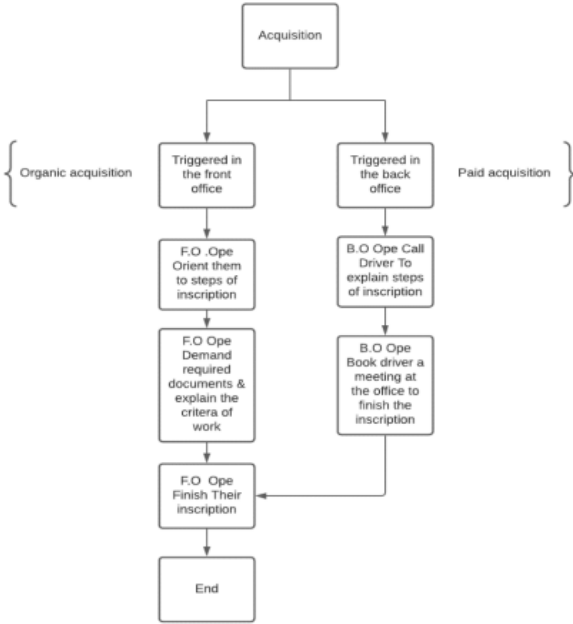 Acquisition
Organic acquisition
Triggered in
the front
office
Triggered in
the back
office
Paid acquisition
F.O .Ope
Orient them
to steps of
inscription
B.O Ope Call
Driver To
explain steps
of inscription
F.O Ope
Demand
required
documents &
explain the
critera of
work
B.O Ope
Book driver a
meeting at
the office to
finish the
inscription
F.O Ope
Finish Their
inscription
End